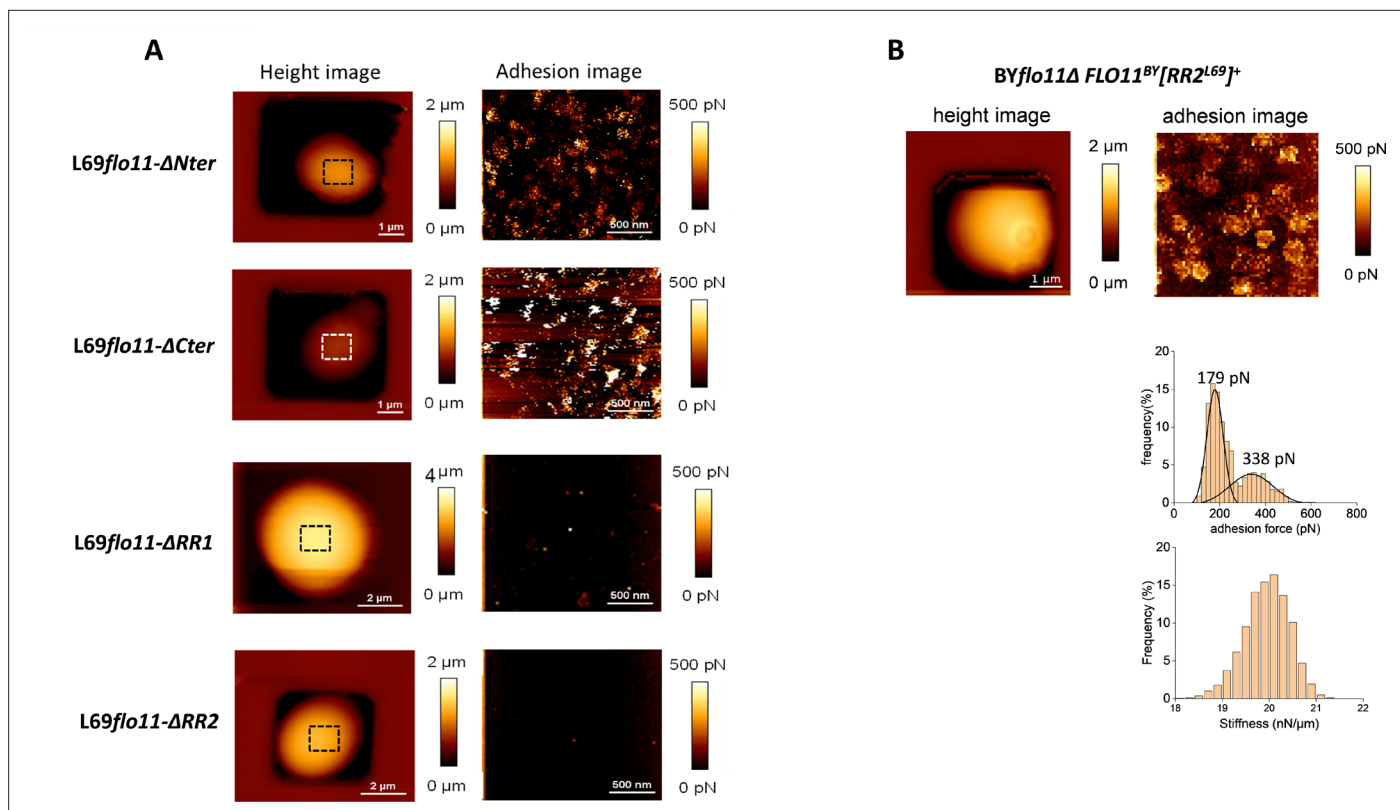 A
Height image
Adhesion image
L69flo11-ΔNter
2 µm
0 µm
1 µm
500 pN
0 pN
500 nm
L69flo11-ΔCter
2 µm
0 µm
1 µm
500 pN
0 pN
500 nm
L69flo11-ΔRR1
4 µm
0 µm
2 µm
500 pN
0 pN
500 nm
L69flo11-ΔRR2
2 µm
0 µm
2 µm
500 pN
0 pN
500 nm
B
BYflo11Δ FLO11ᴮʸ[RR2ᴸ⁶⁹]⁺
height image
adhesion image
2 µm
0 µm
1 µm
500 pN
0 pN
20
15
10
5
0
frequency(%)
179 pN
338 pN
0 200 400 600 800
adhesion force (pN)
20
15
10
5
0
Frequency (%)
18 19 20 21 22
Stiffness (nN/µm)